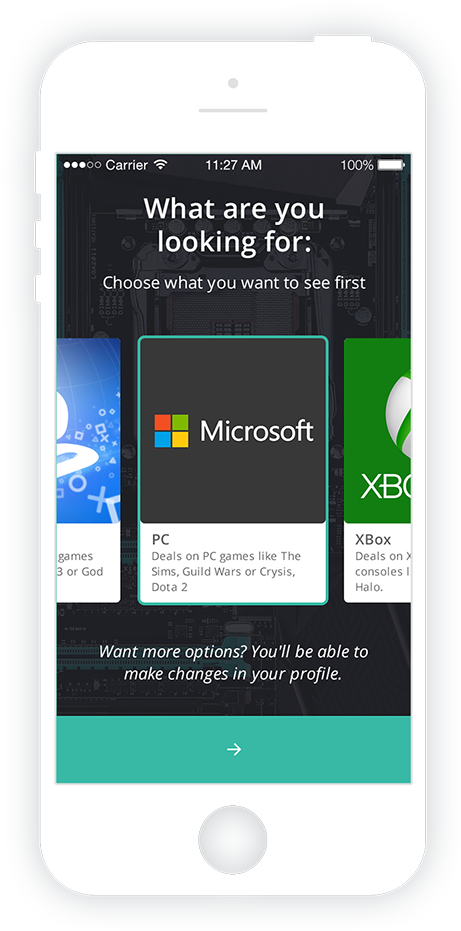 Carrier 11:27 AM 100%
What are you
looking for:
Choose what you want to see first
games
3 or God
Microsoft
PC
Deals on PC games like The
Sims, Guild Wars or Crysis,
Dota 2
XBO
XBox
Deals on X
consoles l
Halo.
Want more options? You'll be able to
make changes in your profile.